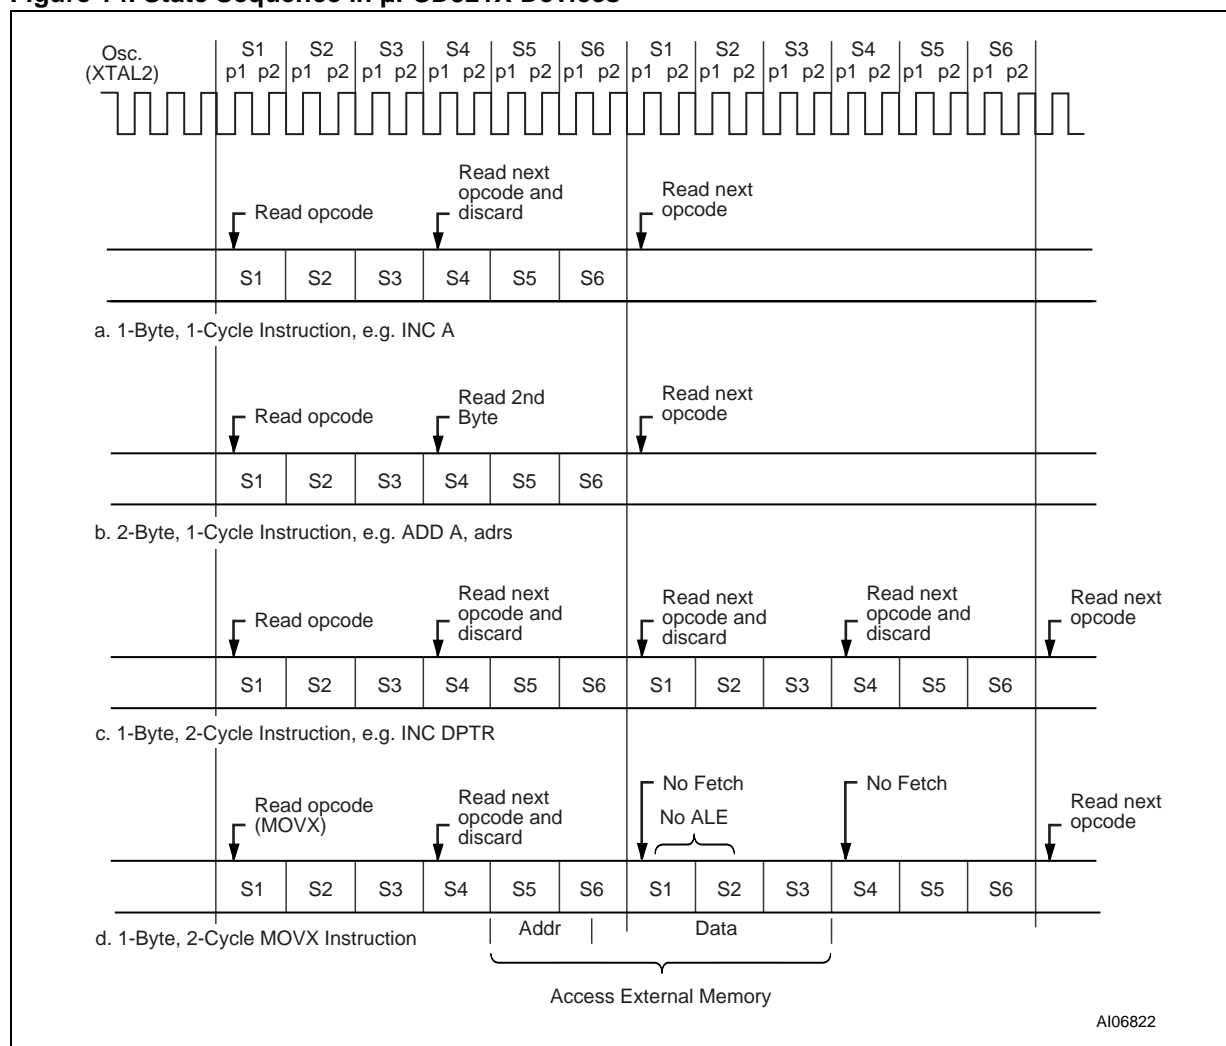 Figure 14. State Sequence in µPSD321X Devices
Osc.
(XTAL2)
S1 S2 S3 S4 S5 S6 S1 S2 S3 S4 S5 S6
p1 p2 p1 p2 p1 p2 p1 p2 p1 p2 p1 p2 p1 p2 p1 p2 p1 p2 p1 p2 p1 p2 p1 p2
Read opcode
Read next
opcode and
discard
Read next
opcode
S1 S2 S3 S4 S5 S6
a. 1-Byte, 1-Cycle Instruction, e.g. INC A
Read opcode
Read 2nd
Byte
Read next
opcode
S1 S2 S3 S4 S5 S6
b. 2-Byte, 1-Cycle Instruction, e.g. ADD A, adrs
Read opcode
Read next
opcode and
discard
Read next
opcode and
discard
Read next
opcode and
discard
Read next
opcode
S1 S2 S3 S4 S5 S6 S1 S2 S3 S4 S5 S6
c. 1-Byte, 2-Cycle Instruction, e.g. INC DPTR
Read opcode
(MOVX)
Read next
opcode and
discard
No Fetch
No ALE
No Fetch
Read next
opcode
S1 S2 S3 S4 S5 S6 S1 S2 S3 S4 S5 S6
d. 1-Byte, 2-Cycle MOVX Instruction
Addr
Data
Access External Memory
AI06822